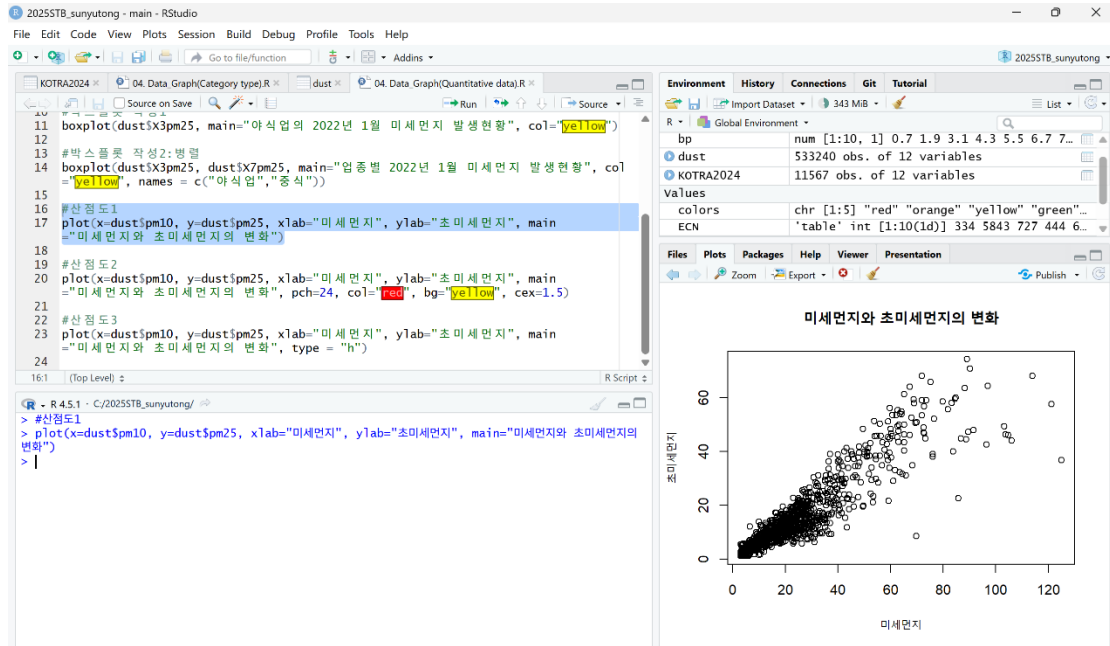 2025STB_sunyutong - main - RStudio
File Edit Code View Plots Session Build Debug Profile Tools Help
Go to file/function
Addins
2025STB_sunyutong
KOTRA2024
04. Data_Graph(Category type).R
dust
04. Data_Graph(Quantitative data).R
Source on Save
Run
Source
11 boxplot(dust$X3pm25, main="야식업의 2022년 1월 미세먼지 발생현황", col="yellow")
12
13 #박스플롯 작성2:병렬
14 boxplot(dust$X3pm25, dust$X7pm25, main="업종별 2022년 1월 미세먼지 발생현황", col
="yellow", names = c("야식업","중식"))
15
16 #산점도1
17 plot(x=dust$pm10, y=dust$pm25, xlab="미세먼지", ylab="초미세먼지", main
="미세먼지와 초미세먼지의 변화")
18
19 #산점도2
20 plot(x=dust$pm10, y=dust$pm25, xlab="미세먼지", ylab="초미세먼지", main
="미세먼지와 초미세먼지의 변화", pch=24, col="red", bg="yellow", cex=1.5)
21
22 #산점도3
23 plot(x=dust$pm10, y=dust$pm25, xlab="미세먼지", ylab="초미세먼지", main
="미세먼지와 초미세먼지의 변화", type = "h")
24
16:1 (Top Level) R Script
R 4.5.1 · C:/2025STB_sunyutong/
> #산점도1
> plot(x=dust$pm10, y=dust$pm25, xlab="미세먼지", ylab="초미세먼지", main="미세먼지와 초미세먼지의
변화")
>
Environment History Connections Git Tutorial
Import Dataset 343 MiB List
R Global Environment
bp num [1:10, 1] 0.7 1.9 3.1 4.3 5.5 6.7 7…
dust 533240 obs. of 12 variables
KOTRA2024 11567 obs. of 12 variables
Values
colors chr [1:5] "red" "orange" "yellow" "green"…
ECN 'table' int [1:10(1d)] 334 5843 727 444 6…
Files Plots Packages Help Viewer Presentation
Zoom Export Publish
미세먼지와 초미세먼지의 변화
초미세먼지
60
40
20
0
0 20 40 60 80 100 120
미세먼지